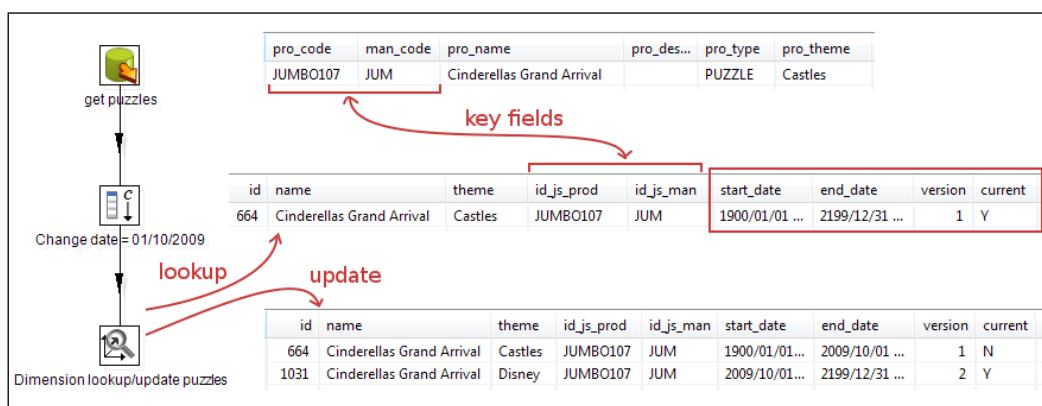 pro_code man_code pro_name pro_des... pro_type pro_theme
JUMBO107 JUM Cinderellas Grand Arrival PUZZLE Castles
get puzzles
key fields
id name theme id_js_prod id_js_man start_date end_date version current
664 Cinderellas Grand Arrival Castles JUMBO107 JUM 1900/01/01 ... 2199/12/31 ... 1 Y
C
Change date = 01/10/2009
lookup
update
id name theme id_js_prod id_js_man start_date end_date version current
664 Cinderellas Grand Arrival Castles JUMBO107 JUM 1900/01/01... 2009/10/01 ... 1 N
1031 Cinderellas Grand Arrival Disney JUMBO107 JUM 2009/10/01... 2199/12/31 ... 2 Y
Dimension lookup/update puzzles